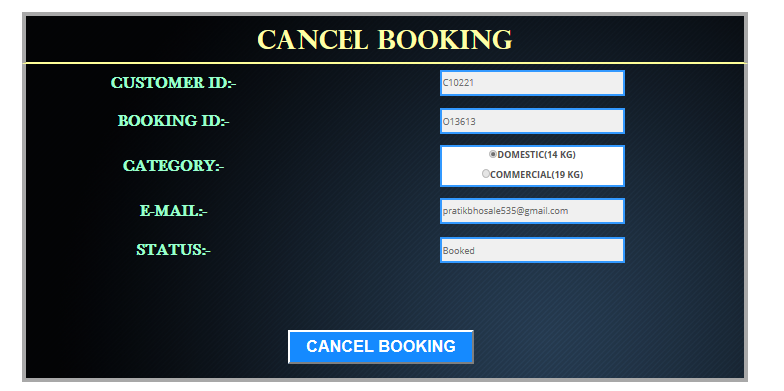 CANCEL BOOKING
CUSTOMER ID:- C10221
BOOKING ID:- O13613
CATEGORY:- DOMESTIC(14 KG)
COMMERCIAL(19 KG)
E-MAIL:- pratikbhosale535@gmail.com
STATUS:- Booked
CANCEL BOOKING